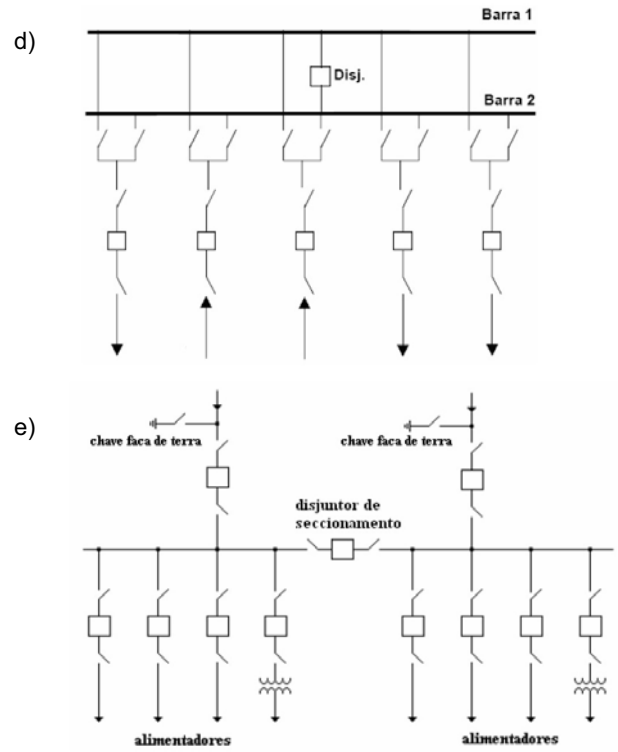 d)
Barra 1
Disj.
Barra 2
e)
chave faca de terra
chave faca de terra
disjuntor de
seccionamento
alimentadores
alimentadores